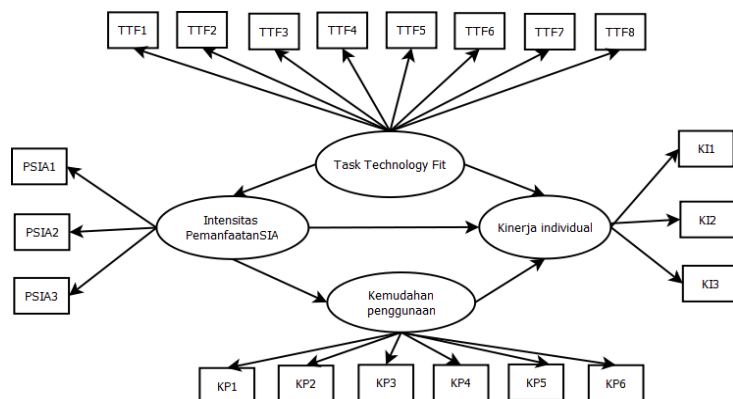 TTF1
TTF2
TTF3
TTF4
TTF5
TTF6
TTF7
TTF8
Task Technology Fit
KI1
PSIA1
Intensitas
PemanfaatanSIA
Kinerja individual
KI2
PSIA2
KI3
PSIA3
Kemudahan
penggunaan
KP1
KP2
KP3
KP4
KP5
KP6